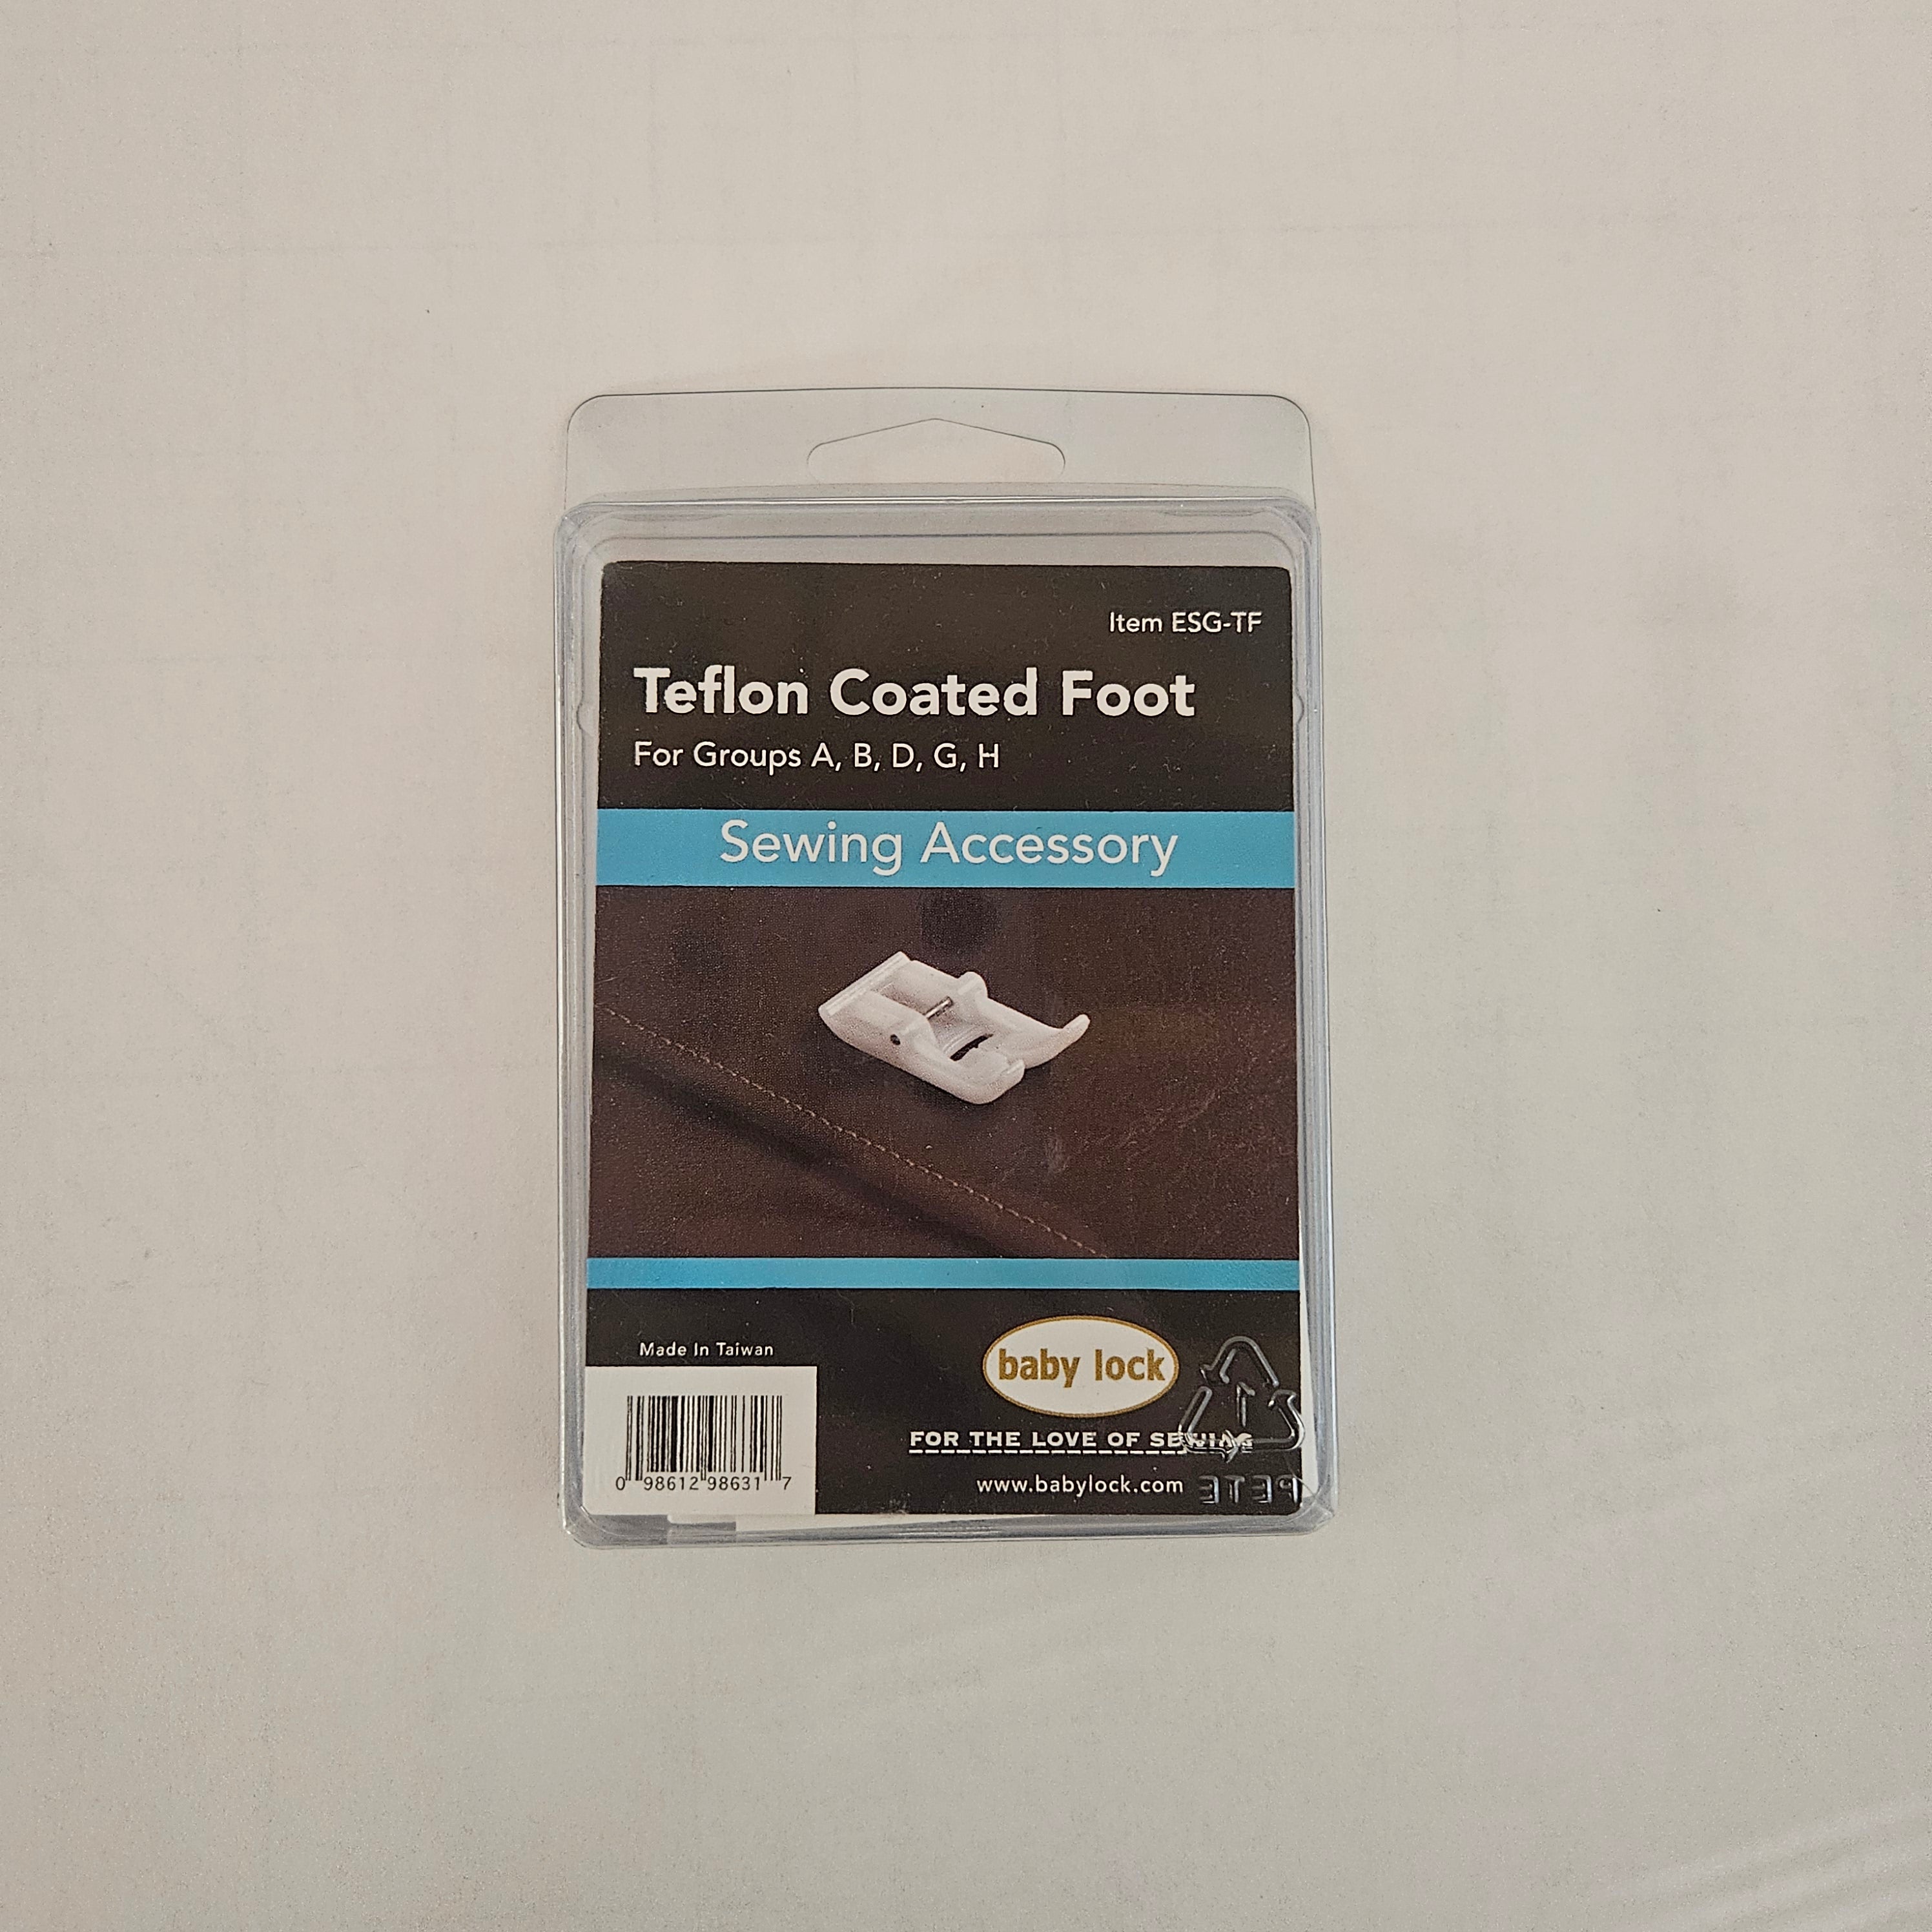 Item ESG-TF
Teflon Coated Foot
For Groups A, B, D, G, H
Sewing Accessory
Made In Taiwan
baby lock
FOR THE LOVE OF SEWING
www.babylock.com
1
PETE
0 98612 98631 7